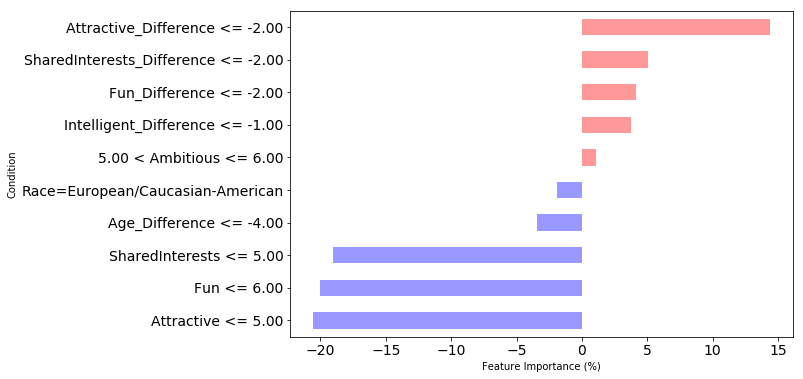 Attractive_Difference <= -2.00
SharedInterests_Difference <= -2.00
Fun_Difference <= -2.00
Intelligent_Difference <= -1.00
5.00 < Ambitious <= 6.00
Race=European/Caucasian-American
Age_Difference <= -4.00
SharedInterests <= 5.00
Fun <= 6.00
Attractive <= 5.00
Condition
−20 −15 −10 −5 0 5 10 15
Feature Importance (%)